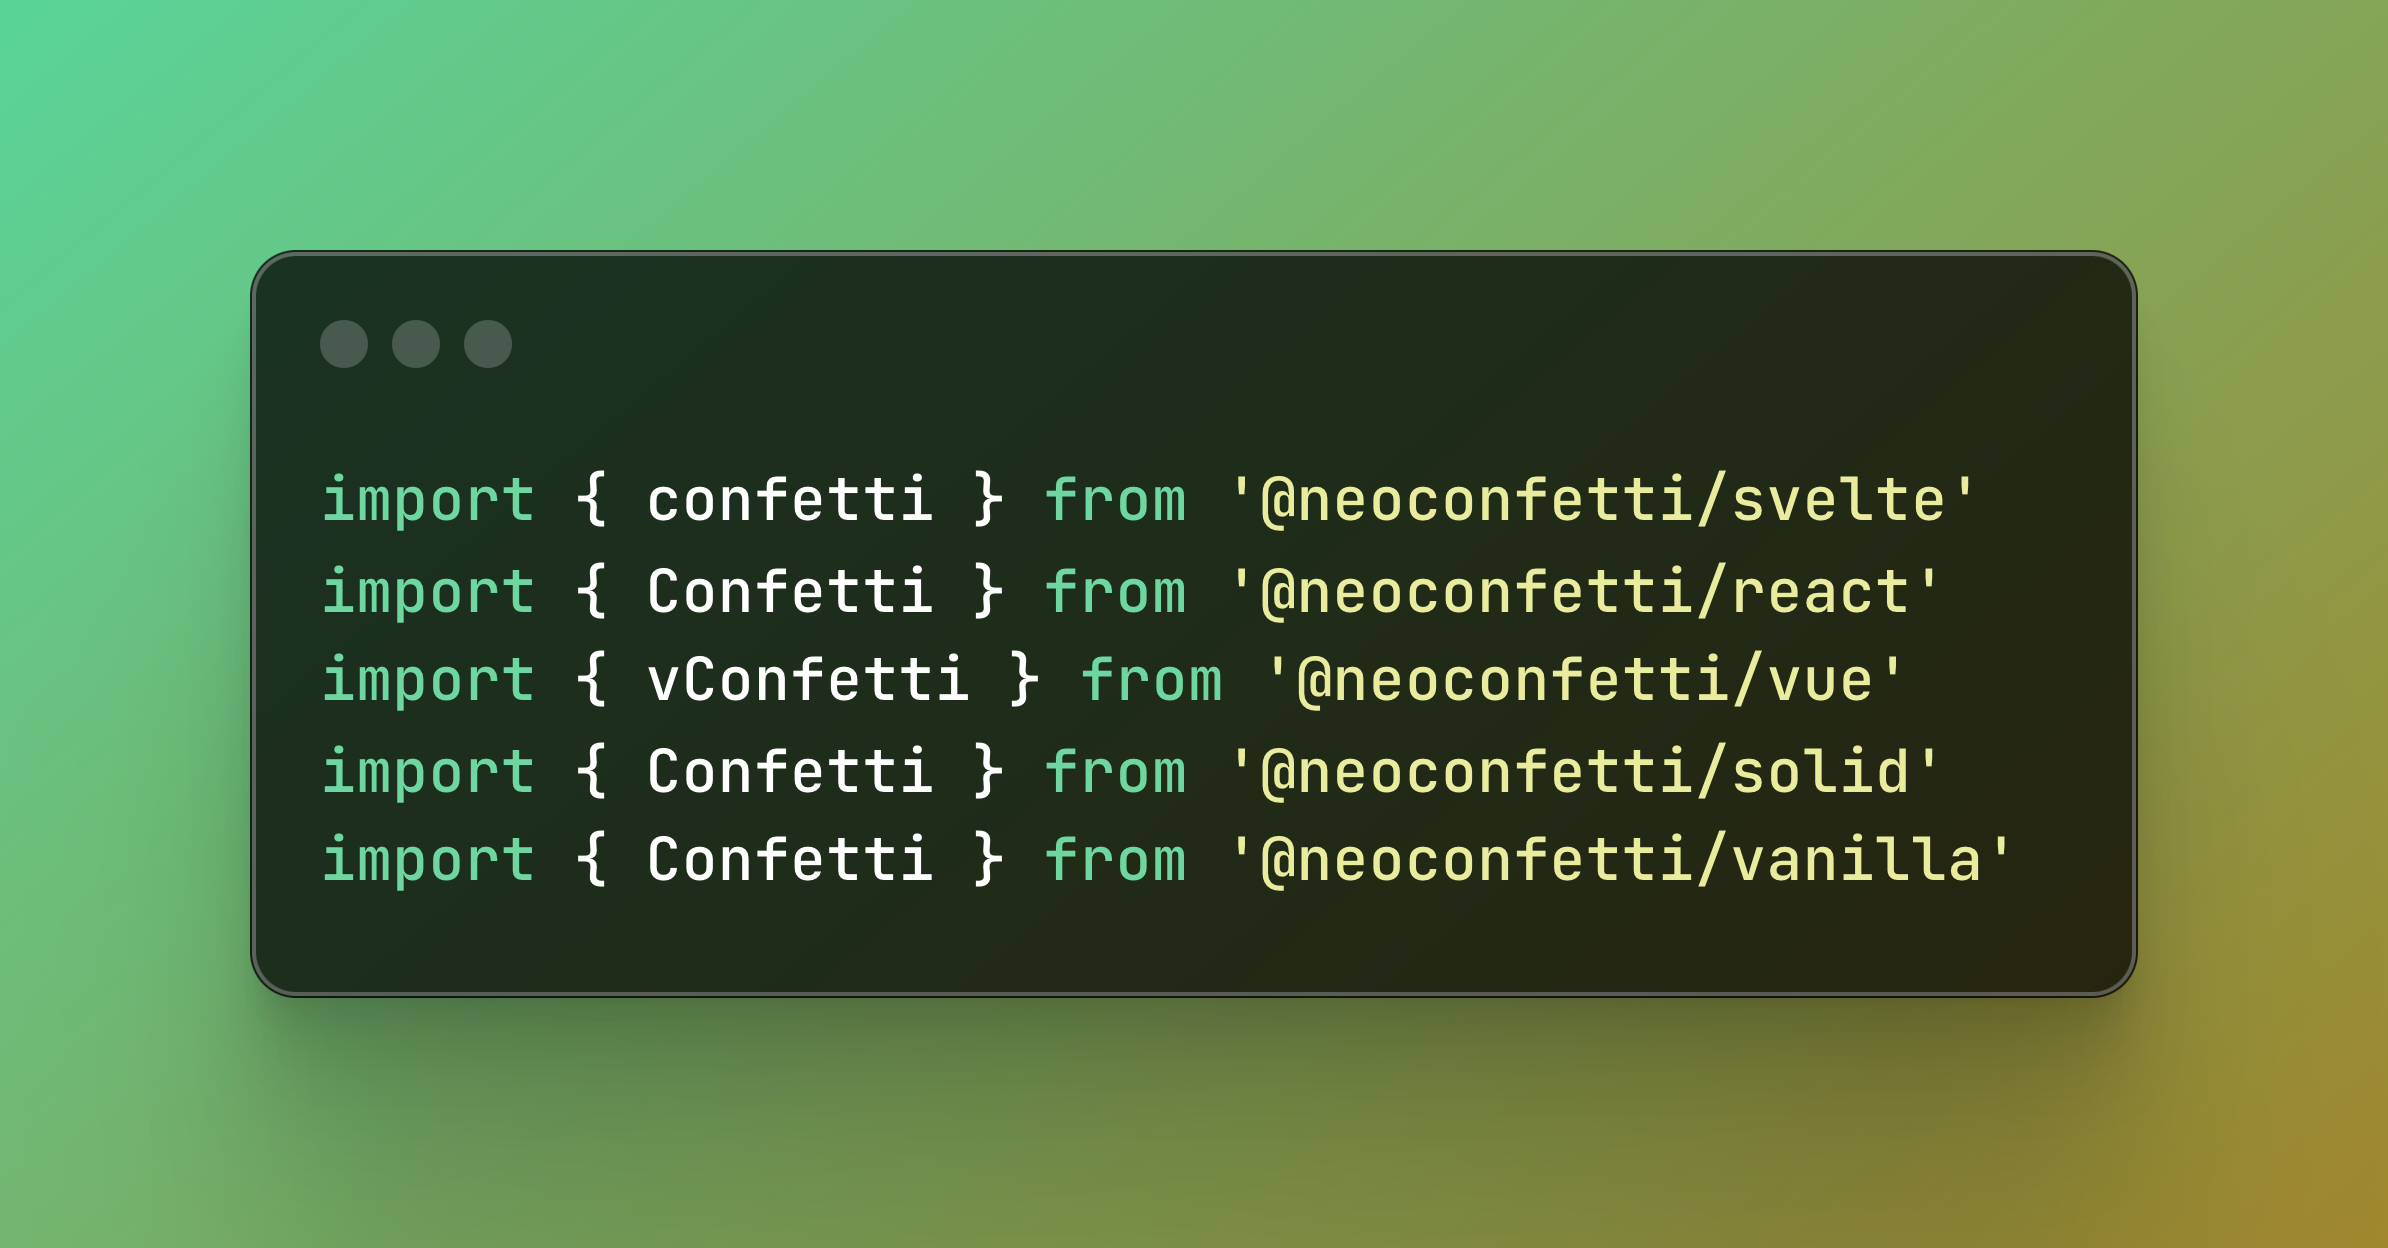 import { confetti } from '@neoconfetti/svelte'
import { Confetti } from '@neoconfetti/react'
import { vConfetti } from '@neoconfetti/vue'
import { Confetti } from '@neoconfetti/solid'
import { Confetti } from '@neoconfetti/vanilla'